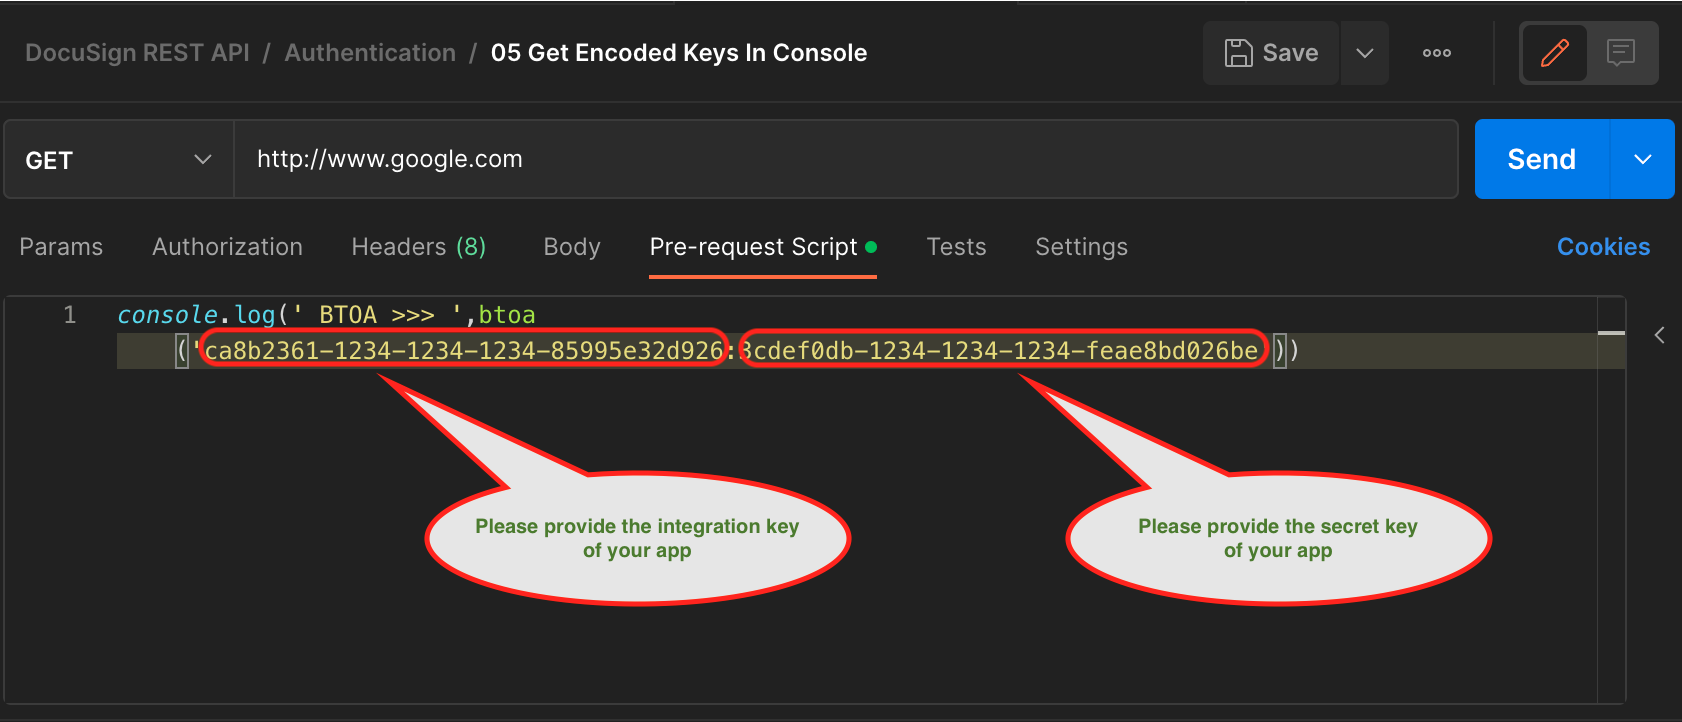 DocuSign REST API / Authentication / 05 Get Encoded Keys In Console
Save
GET
http://www.google.com
Send
Params Authorization Headers (8) Body Pre-request Script Tests Settings Cookies
1 console.log(' BTOA >>> ',btoa
('ca8b2361-1234-1234-1234-85995e32d926:3cdef0db-1234-1234-1234-feae8bd026be'))
Please provide the integration key
of your app
Please provide the secret key
of your app